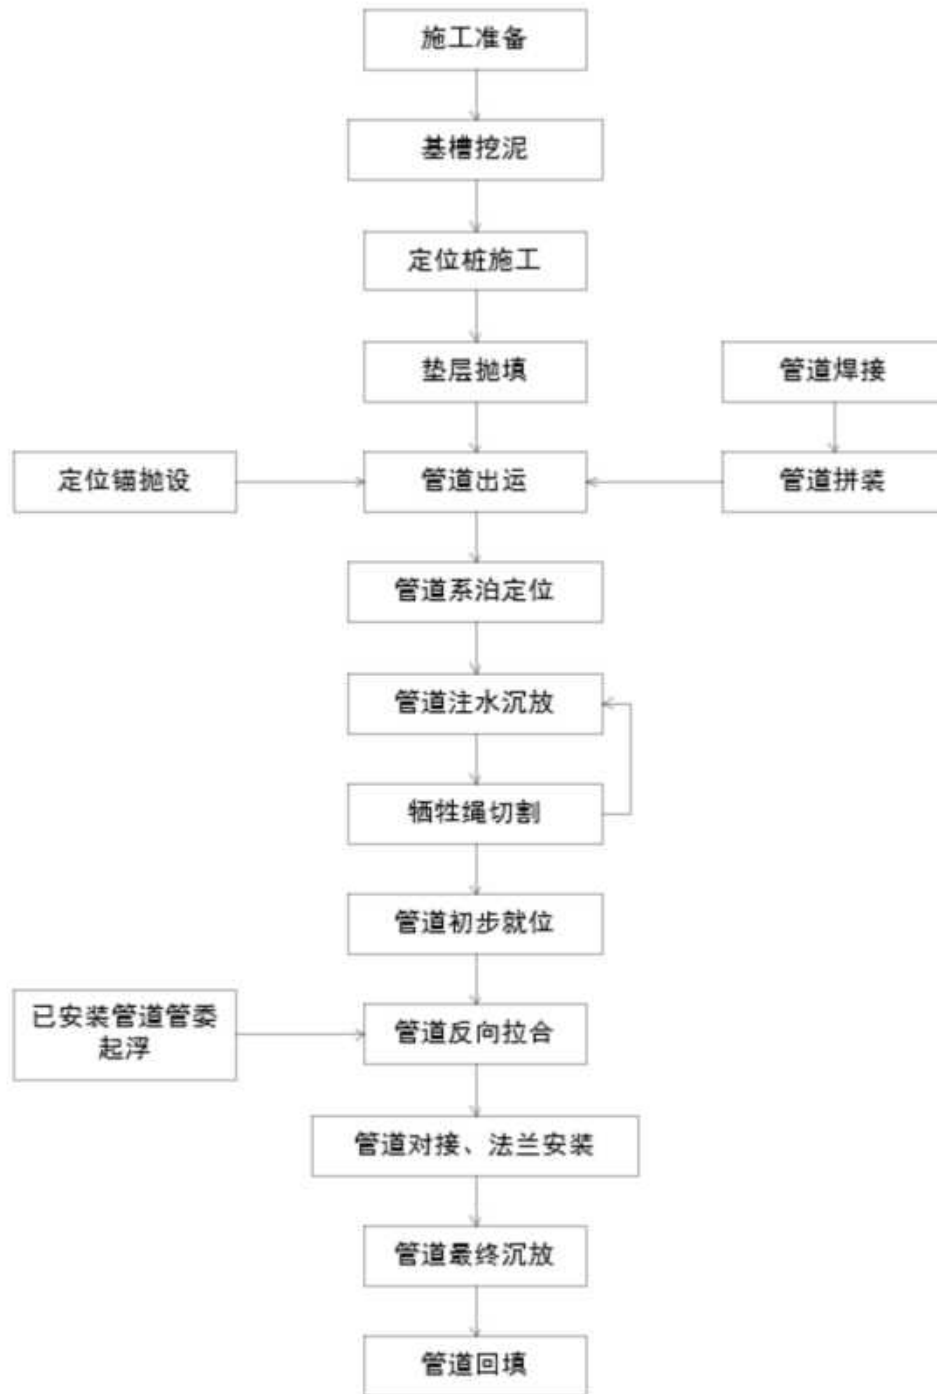 施工准备
基槽挖泥
定位桩施工
垫层抛填
管道焊接
定位锚抛设
管道出运
管道拼装
管道系泊定位
管道注水沉放
牺牲绳切割
管道初步就位
已安装管道管委
起浮
管道反向拉合
管道对接、法兰安装
管道最终沉放
管道回填